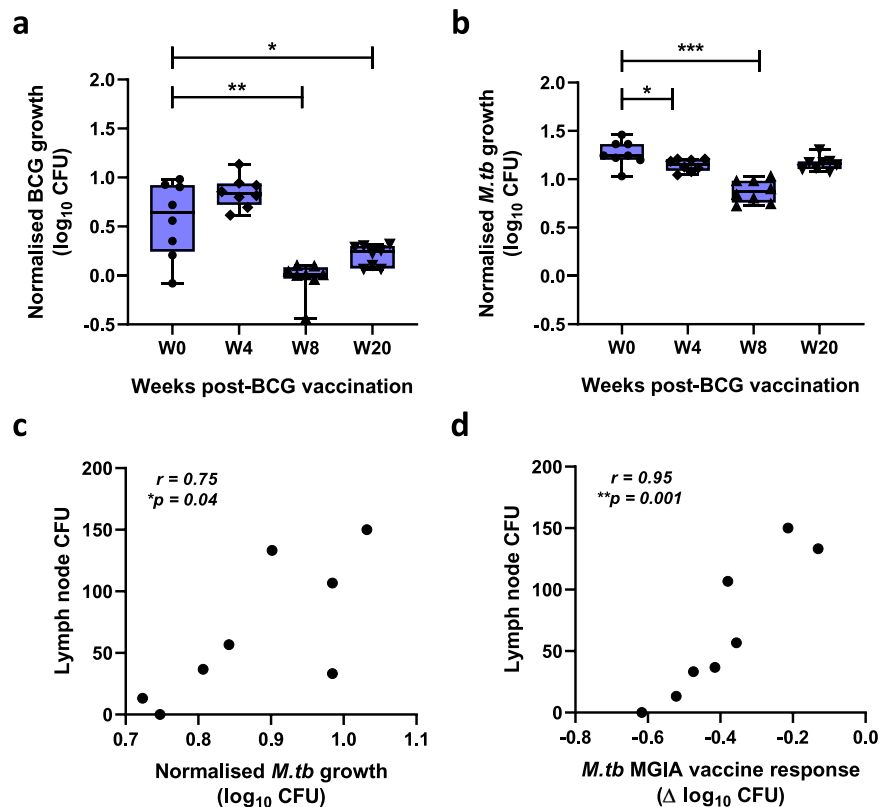 a
*
**
Normalised BCG growth
(log10 CFU)
2.0
1.5
1.0
0.5
0.0
-0.5
W0 W4 W8 W20
Weeks post-BCG vaccination
b
***
*
Normalised M.tb growth
(log10 CFU)
2.0
1.5
1.0
0.5
0.0
-0.5
W0 W4 W8 W20
Weeks post-BCG vaccination
c
r = 0.75
*p = 0.04
Lymph node CFU
200
150
100
50
0
0.7 0.8 0.9 1.0 1.1
Normalised M.tb growth
(log10 CFU)
d
r = 0.95
**p = 0.001
Lymph node CFU
200
150
100
50
0
-0.8 -0.6 -0.4 -0.2 0.0
M.tb MGIA vaccine response
(Δ log10 CFU)